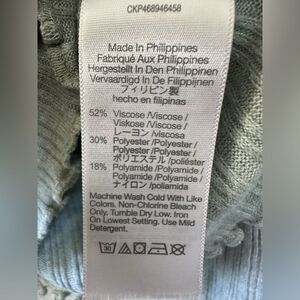 CKP468946458
Made In Philippines
Fabriqué Aux Philippines
Hergestellt In Den Philippinen
Vervaardigd In De Filippijnen
フィリピン製
hecho en filipinas
52% Viscose /Viscose /
Viskose /Viscose /
レーヨン /viscosa
30% Polyester /Polyester /
Polyester /Polyester /
ポリエステル /poliéster
18% Polyamide /Polyamide /
Polyamide /Polyamide /
ナイロン /poliamida
Machine Wash Cold With Like
Colors. Non-Chlorine Bleach
Only. Tumble Dry Low. Iron
On Lowest Setting. Use Mild
Detergent.
30